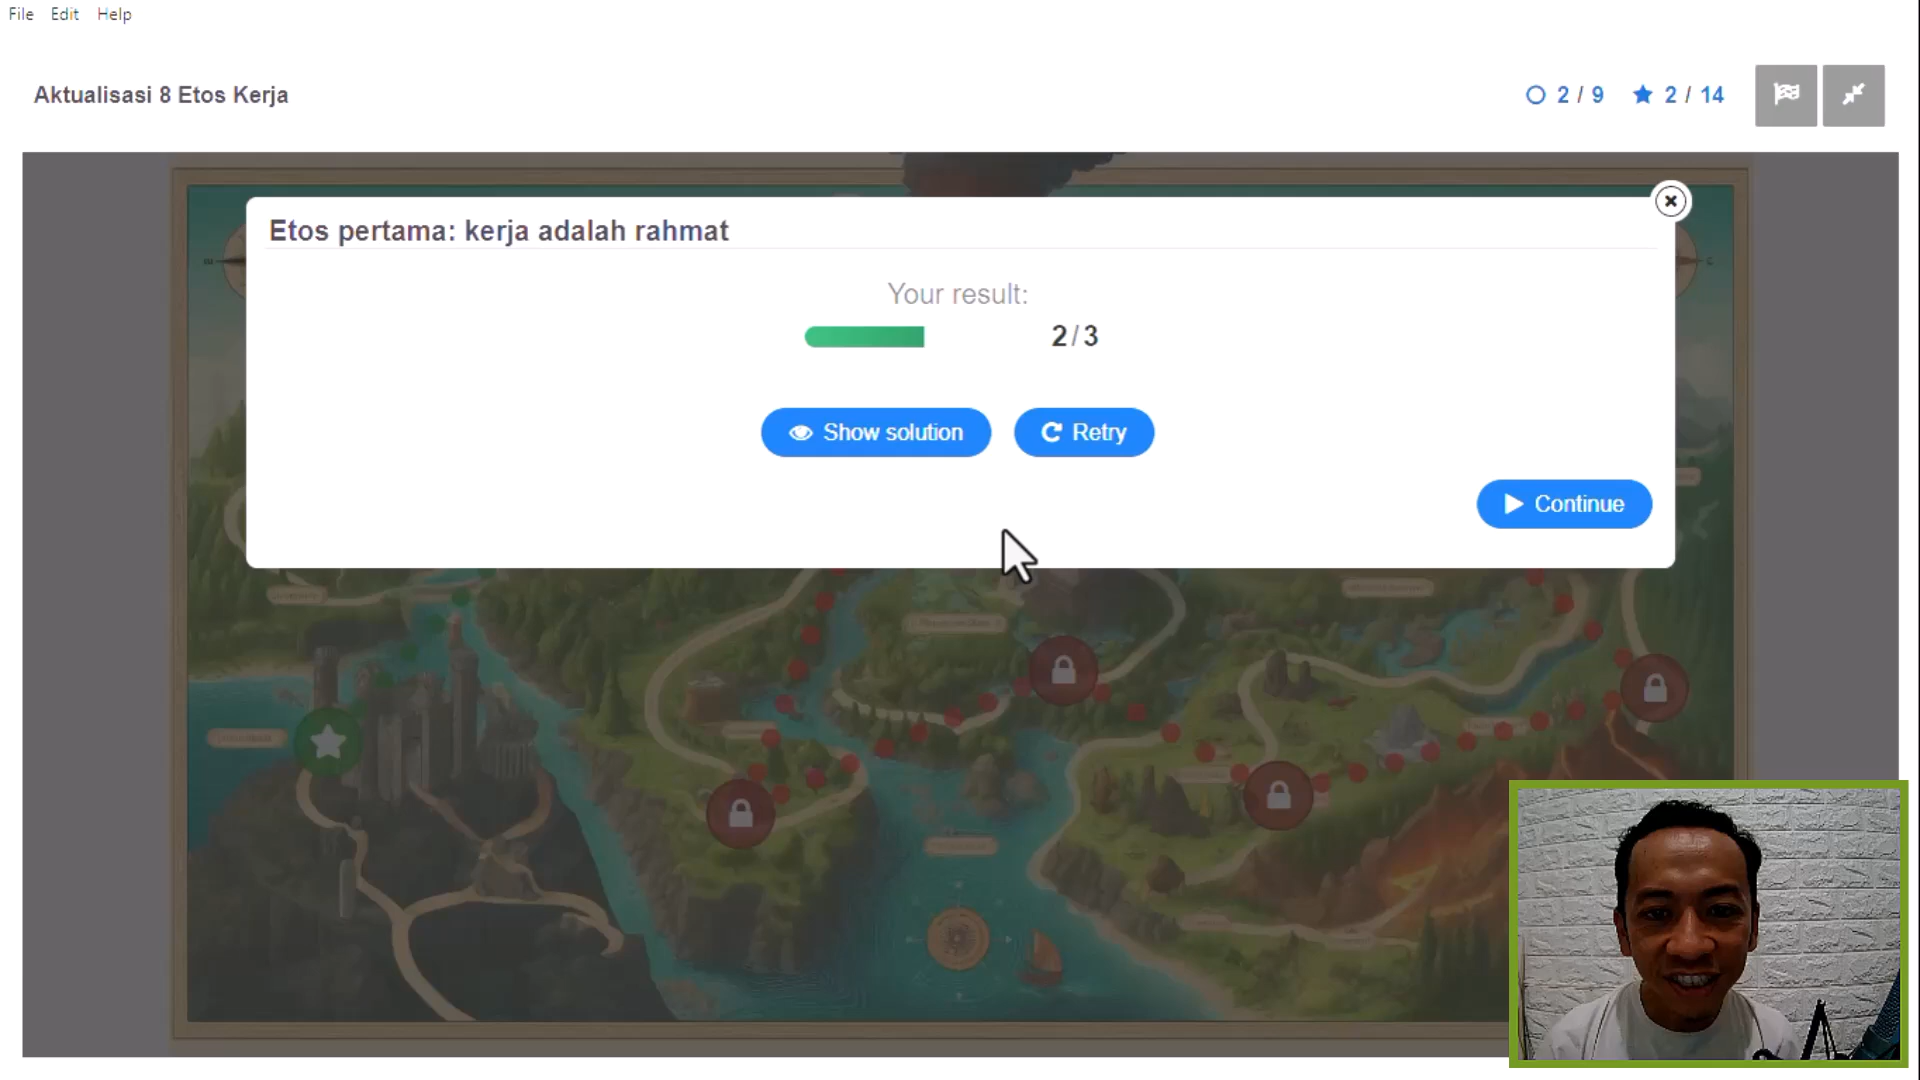 File Edit Help
Aktualisasi 8 Etos Kerja
2 / 9
2 / 14
Etos pertama: kerja adalah rahmat
Your result:
2/3
Show solution
Retry
Continue